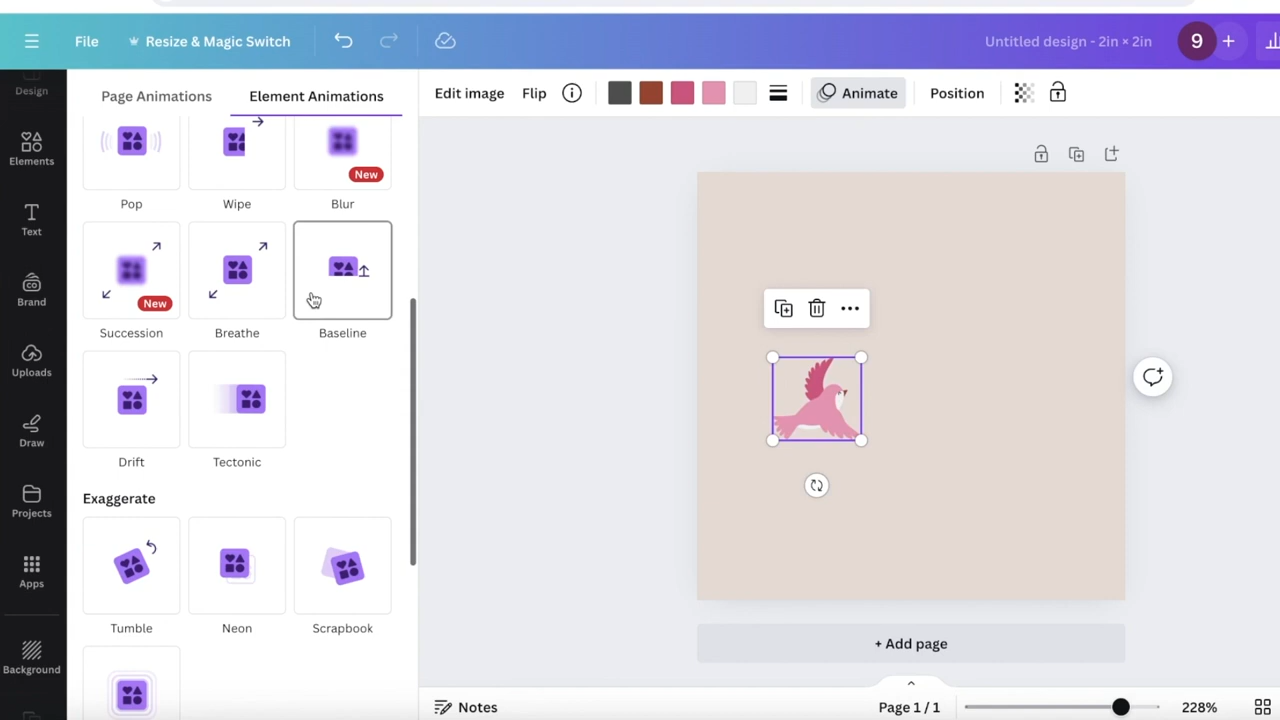 File
Resize & Magic Switch
Untitled design - 2in × 2in
9
Design
Elements
Text
Brand
CO
Uploads
Draw
Projects
Apps
Background
Page Animations
Element Animations
Pop
Wipe
Blur
New
Succession
New
Breathe
Baseline
Drift
Tectonic
Exaggerate
Tumble
Neon
Scrapbook
Edit image
Flip
Animate
Position
+ Add page
Notes
Page 1 / 1
228%